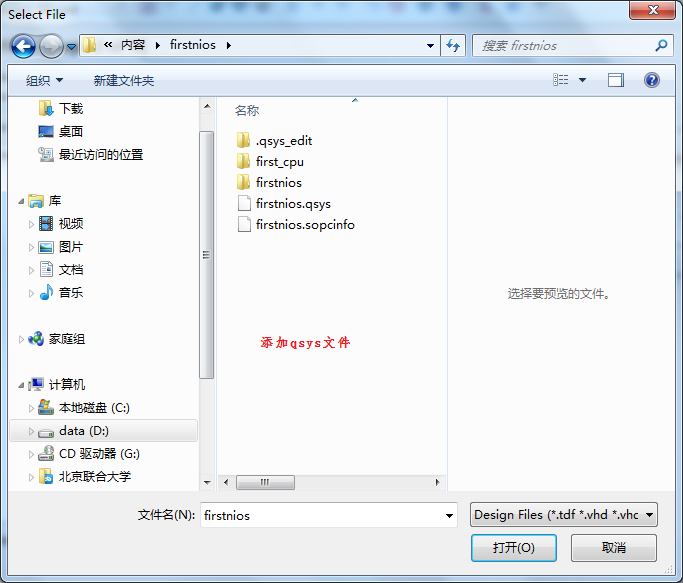 Select File
« 内容 firstnios
搜索 firstnios
组织 新建文件夹
下载
桌面
最近访问的位置
库
视频
图片
文档
音乐
家庭组
计算机
本地磁盘 (C:)
data (D:)
CD 驱动器 (G:)
北京联合大学
名称
.qsys_edit
first_cpu
firstnios
firstnios.qsys
firstnios.sopcinfo
添加qsys文件
选择要预览的文件。
文件名(N): firstnios
Design Files (*.tdf *.vhd *.vhc
打开(O) 取消